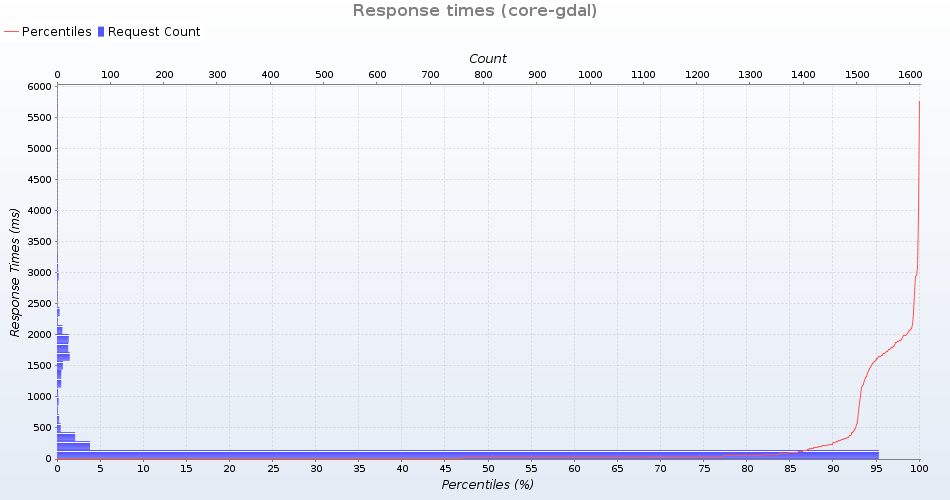 Response times (core-gdal)
Percentiles Request Count
Count
0 100 200 300 400 500 600 700 800 900 1000 1100 1200 1300 1400 1500 1600
6000
5500
5000
4500
4000
3500
3000
2500
2000
1500
1000
500
0
Response Times (ms)
0 5 10 15 20 25 30 35 40 45 50 55 60 65 70 75 80 85 90 95 100
Percentiles (%)